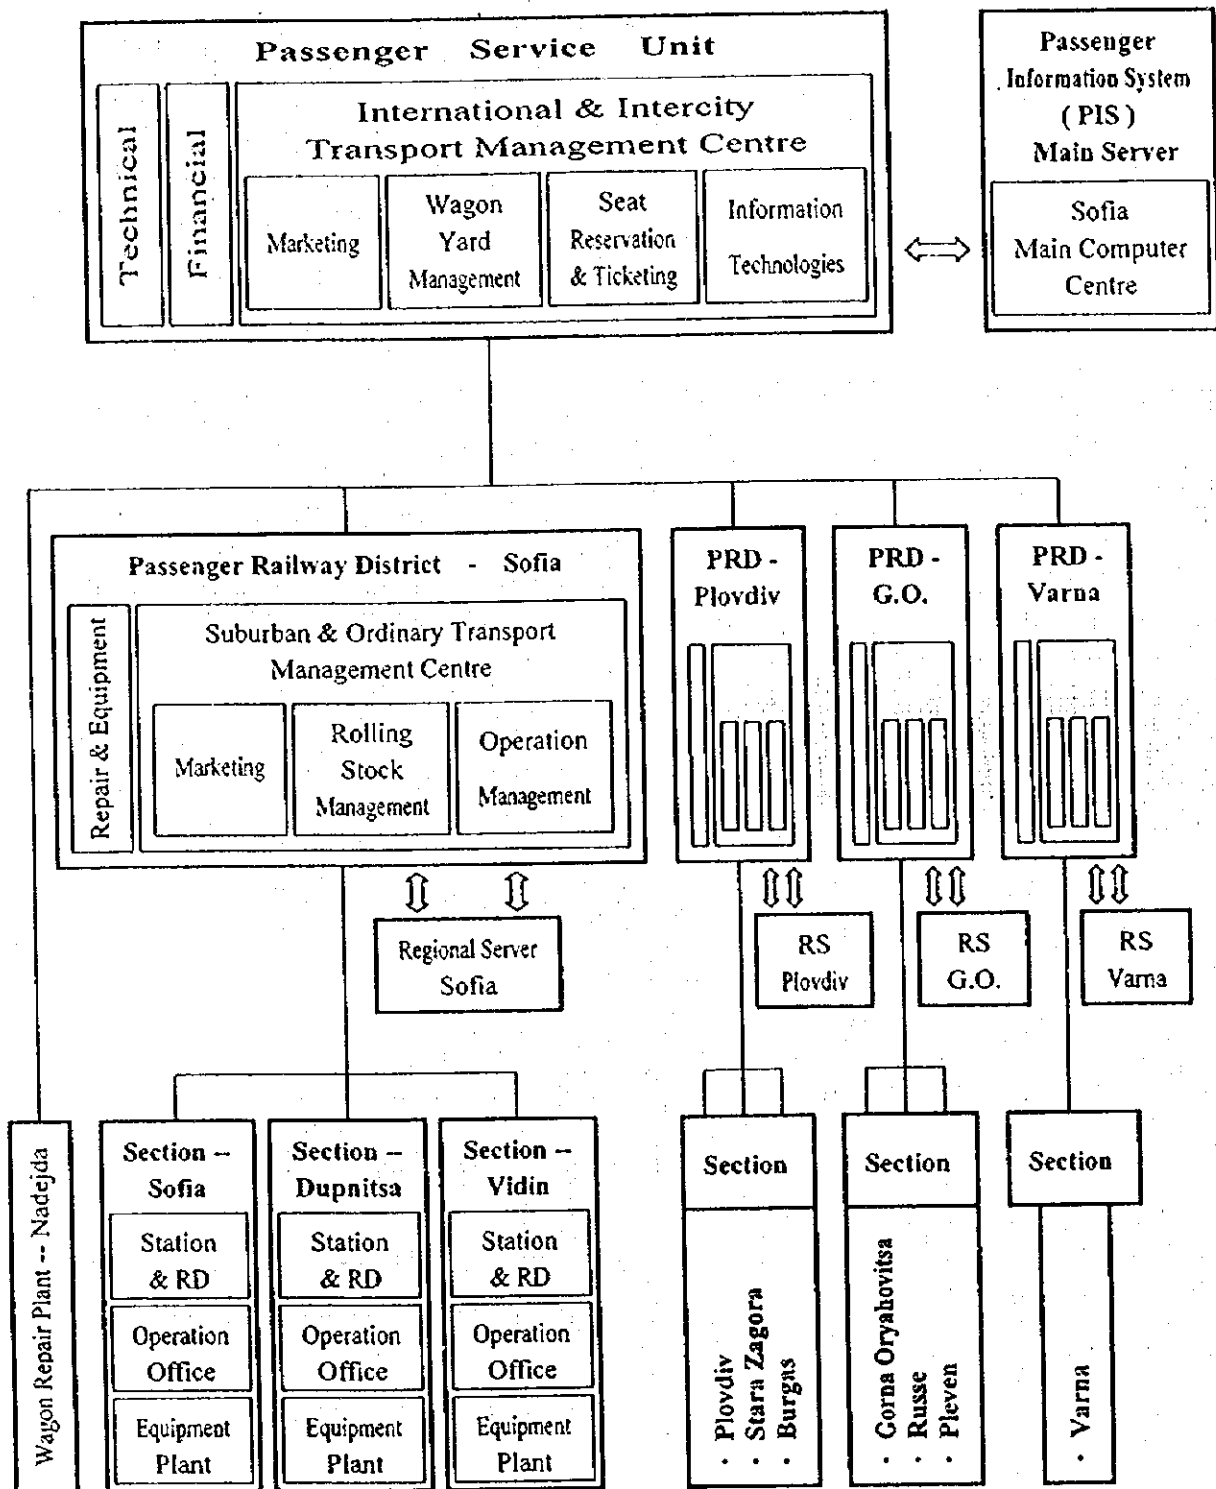 Passenger Service Unit
Technical
Financial
International & Intercity
Transport Management Centre
Marketing
Wagon
Yard
Management
Seat
Reservation
& Ticketing
Information
Technologies
Passenger
Information System
( PIS )
Main Server
Sofia
Main Computer
Centre
Passenger Railway District - Sofia
Repair & Equipment
Suburban & Ordinary Transport
Management Centre
Marketing
Rolling
Stock
Management
Operation
Management
PRD -
Plovdiv
PRD -
G.O.
PRD -
Varna
Regional Server
Sofia
RS
Plovdiv
RS
G.O.
RS
Varna
Wagon Repair Plant -- Nadejda
Section --
Sofia
Station
& RD
Operation
Office
Equipment
Plant
Section --
Dupnitsa
Station
& RD
Operation
Office
Equipment
Plant
Section --
Vidin
Station
& RD
Operation
Office
Equipment
Plant
Section
· Plovdiv
· Stara Zagora
· Burgas
Section
· Gorna Oryahovitsa
· Russe
· Pleven
Section
· Varna